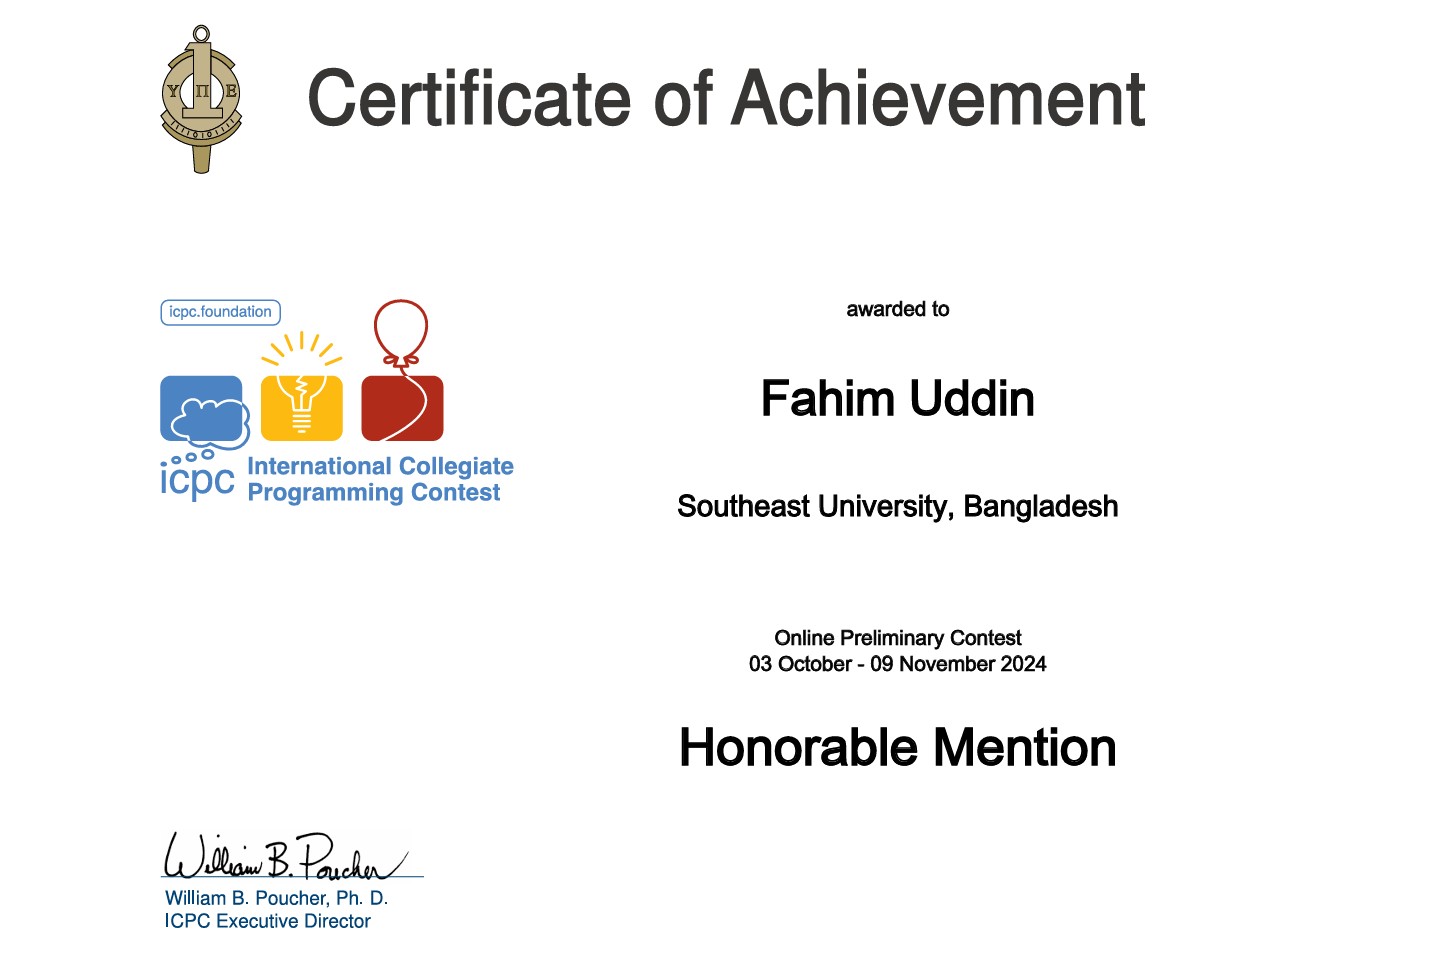 Υ Π Ε
Certificate of Achievement
icpc.foundation
icpc International Collegiate
Programming Contest
awarded to
Fahim Uddin
Southeast University, Bangladesh
Online Preliminary Contest
03 October - 09 November 2024
Honorable Mention
William B. Poucher
William B. Poucher, Ph. D.
ICPC Executive Director